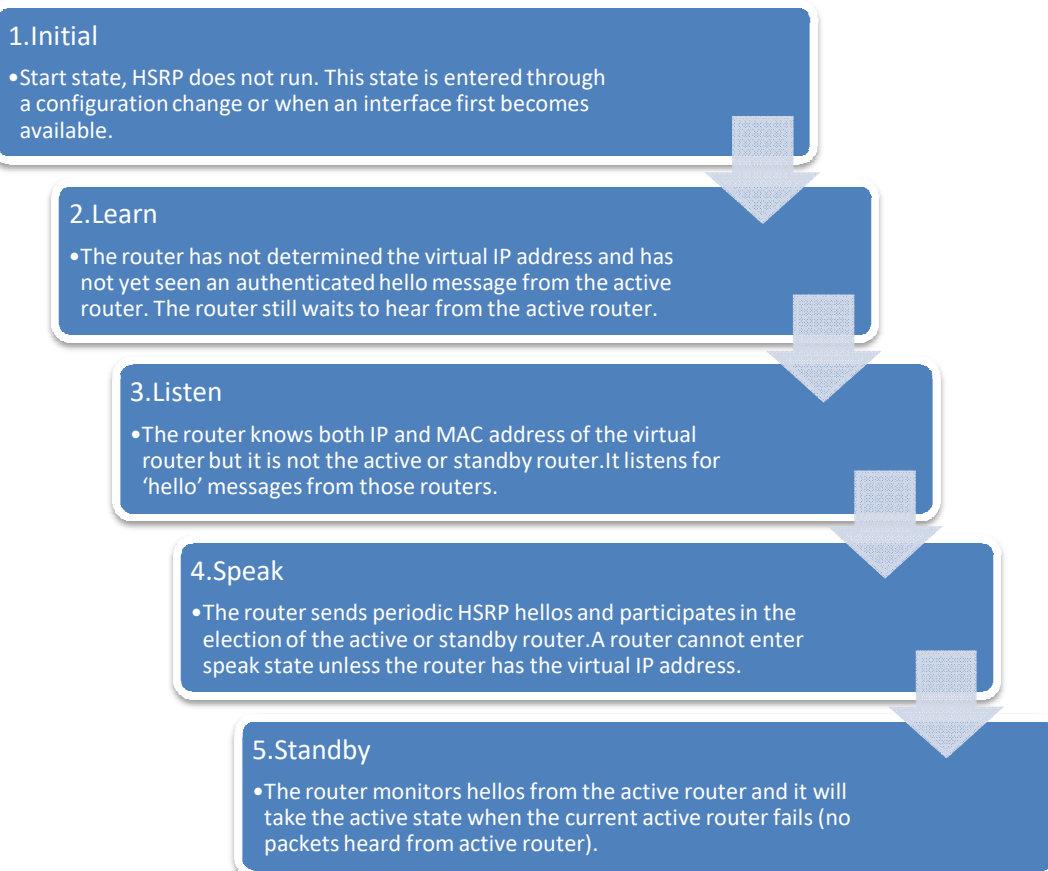 1.Initial
•Start state, HSRP does not run. This state is entered through
a configuration change or when an interface first becomes
available.
2.Learn
•The router has not determined the virtual IP address and has
not yet seen an authenticated hello message from the active
router. The router still waits to hear from the active router.
3.Listen
•The router knows both IP and MAC address of the virtual
router but it is not the active or standby router.It listens for
‘hello’ messages from those routers.
4.Speak
•The router sends periodic HSRP hellos and participates in the
election of the active or standby router.A router cannot enter
speak state unless the router has the virtual IP address.
5.Standby
•The router monitors hellos from the active router and it will
take the active state when the current active router fails (no
packets heard from active router).